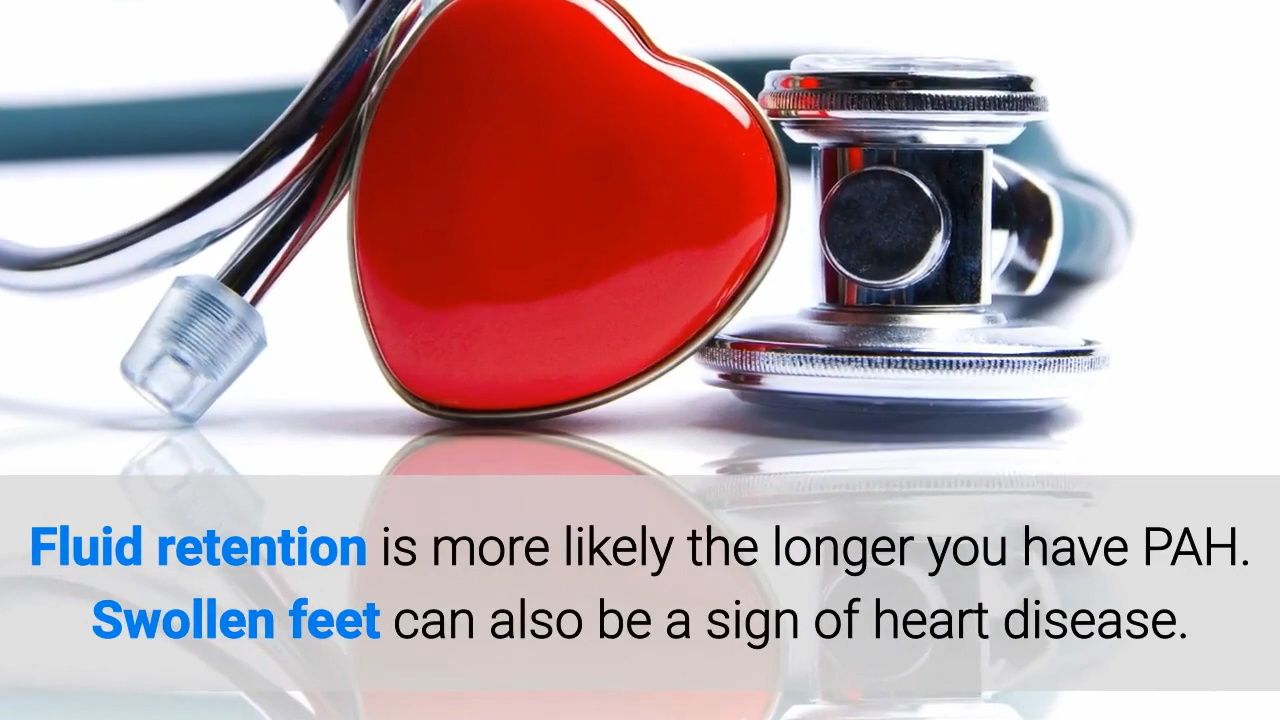 Fluid retention is more likely the longer you have PAH.
Swollen feet can also be a sign of heart disease.